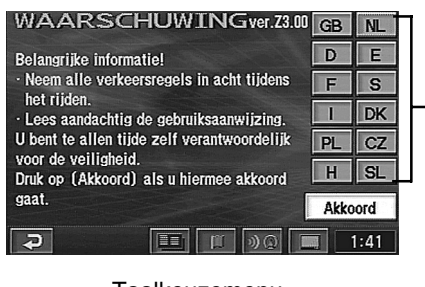 WAARSCHUWING ver.Z3.00
Belangrijke informatie!
· Neem alle verkeersregels in acht tijdens
het rijden.
· Lees aandachtig de gebruiksaanwijzing.
U bent te allen tijde zelf verantwoordelijk
voor de veiligheid.
Druk op (Akkoord) als u hiermee akkoord
gaat.
GB NL
D E
F S
I DK
PL CZ
H SL
Akkoord
1:41
Taalkeuzemenu